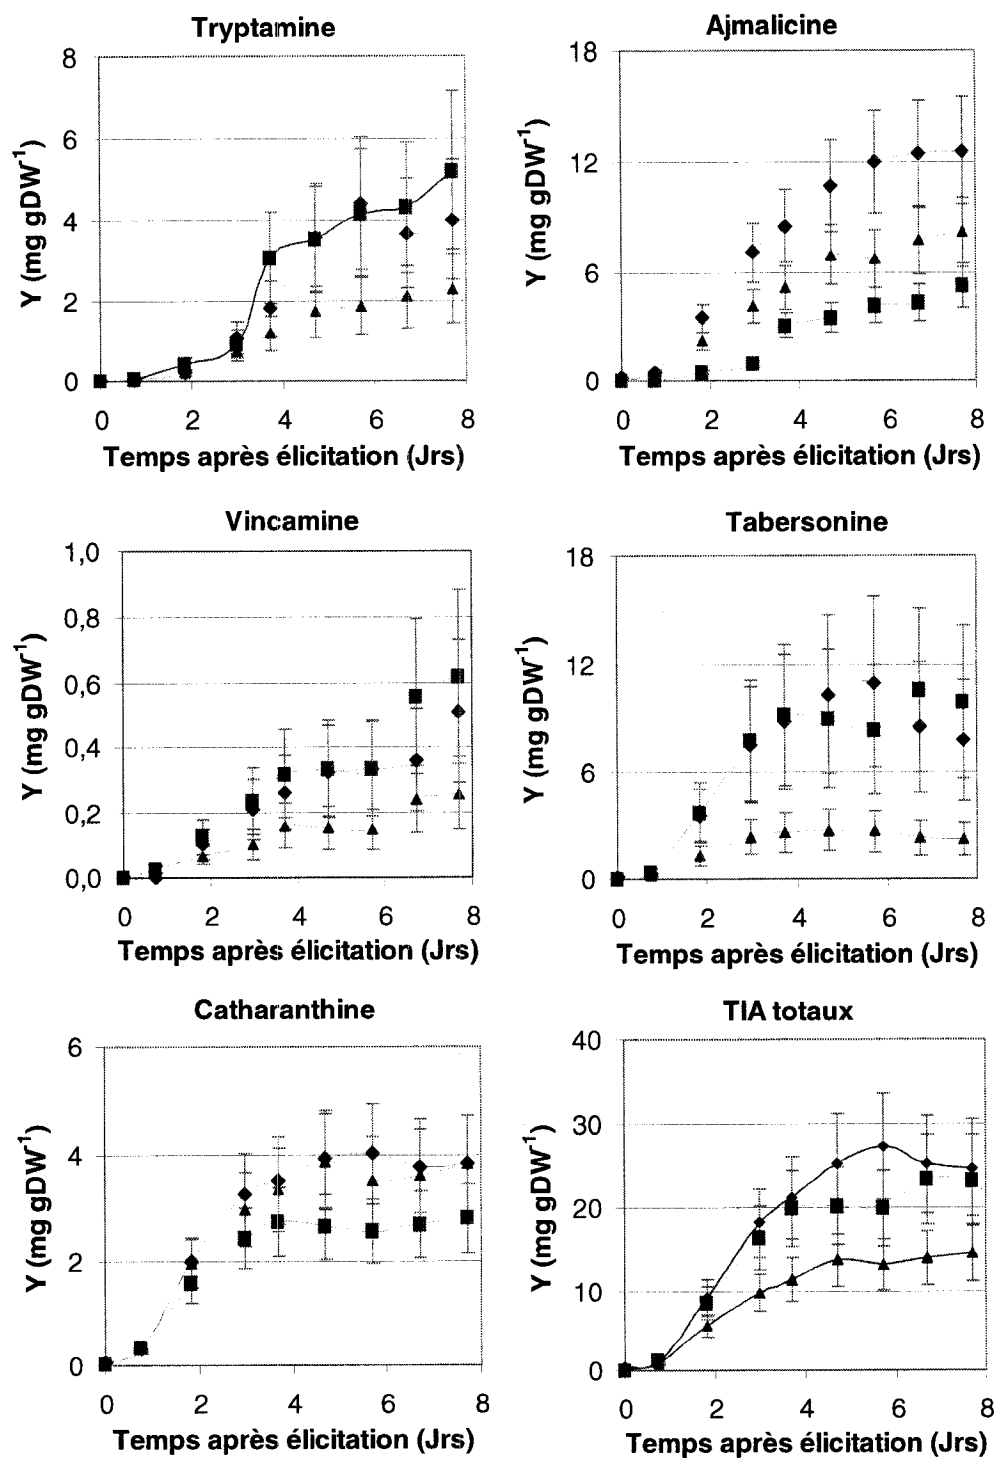 Tryptamine
8
6
4
2
0
Y (mg gDW⁻¹)
0 2 4 6 8
Temps après élicitation (Jrs)
Ajmalicine
18
12
6
0
Y (mg gDW⁻¹)
0 2 4 6 8
Temps après élicitation (Jrs)
Vincamine
1,0
0,8
0,6
0,4
0,2
0,0
Y (mg gDW⁻¹)
0 2 4 6 8
Temps après élicitation (Jrs)
Tabersonine
18
12
6
0
Y (mg gDW⁻¹)
0 2 4 6 8
Temps après élicitation (Jrs)
Catharanthine
6
4
2
0
Y (mg gDW⁻¹)
0 2 4 6 8
Temps après élicitation (Jrs)
TIA totaux
40
30
20
10
0
Y (mg gDW⁻¹)
0 2 4 6 8
Temps après élicitation (Jrs)